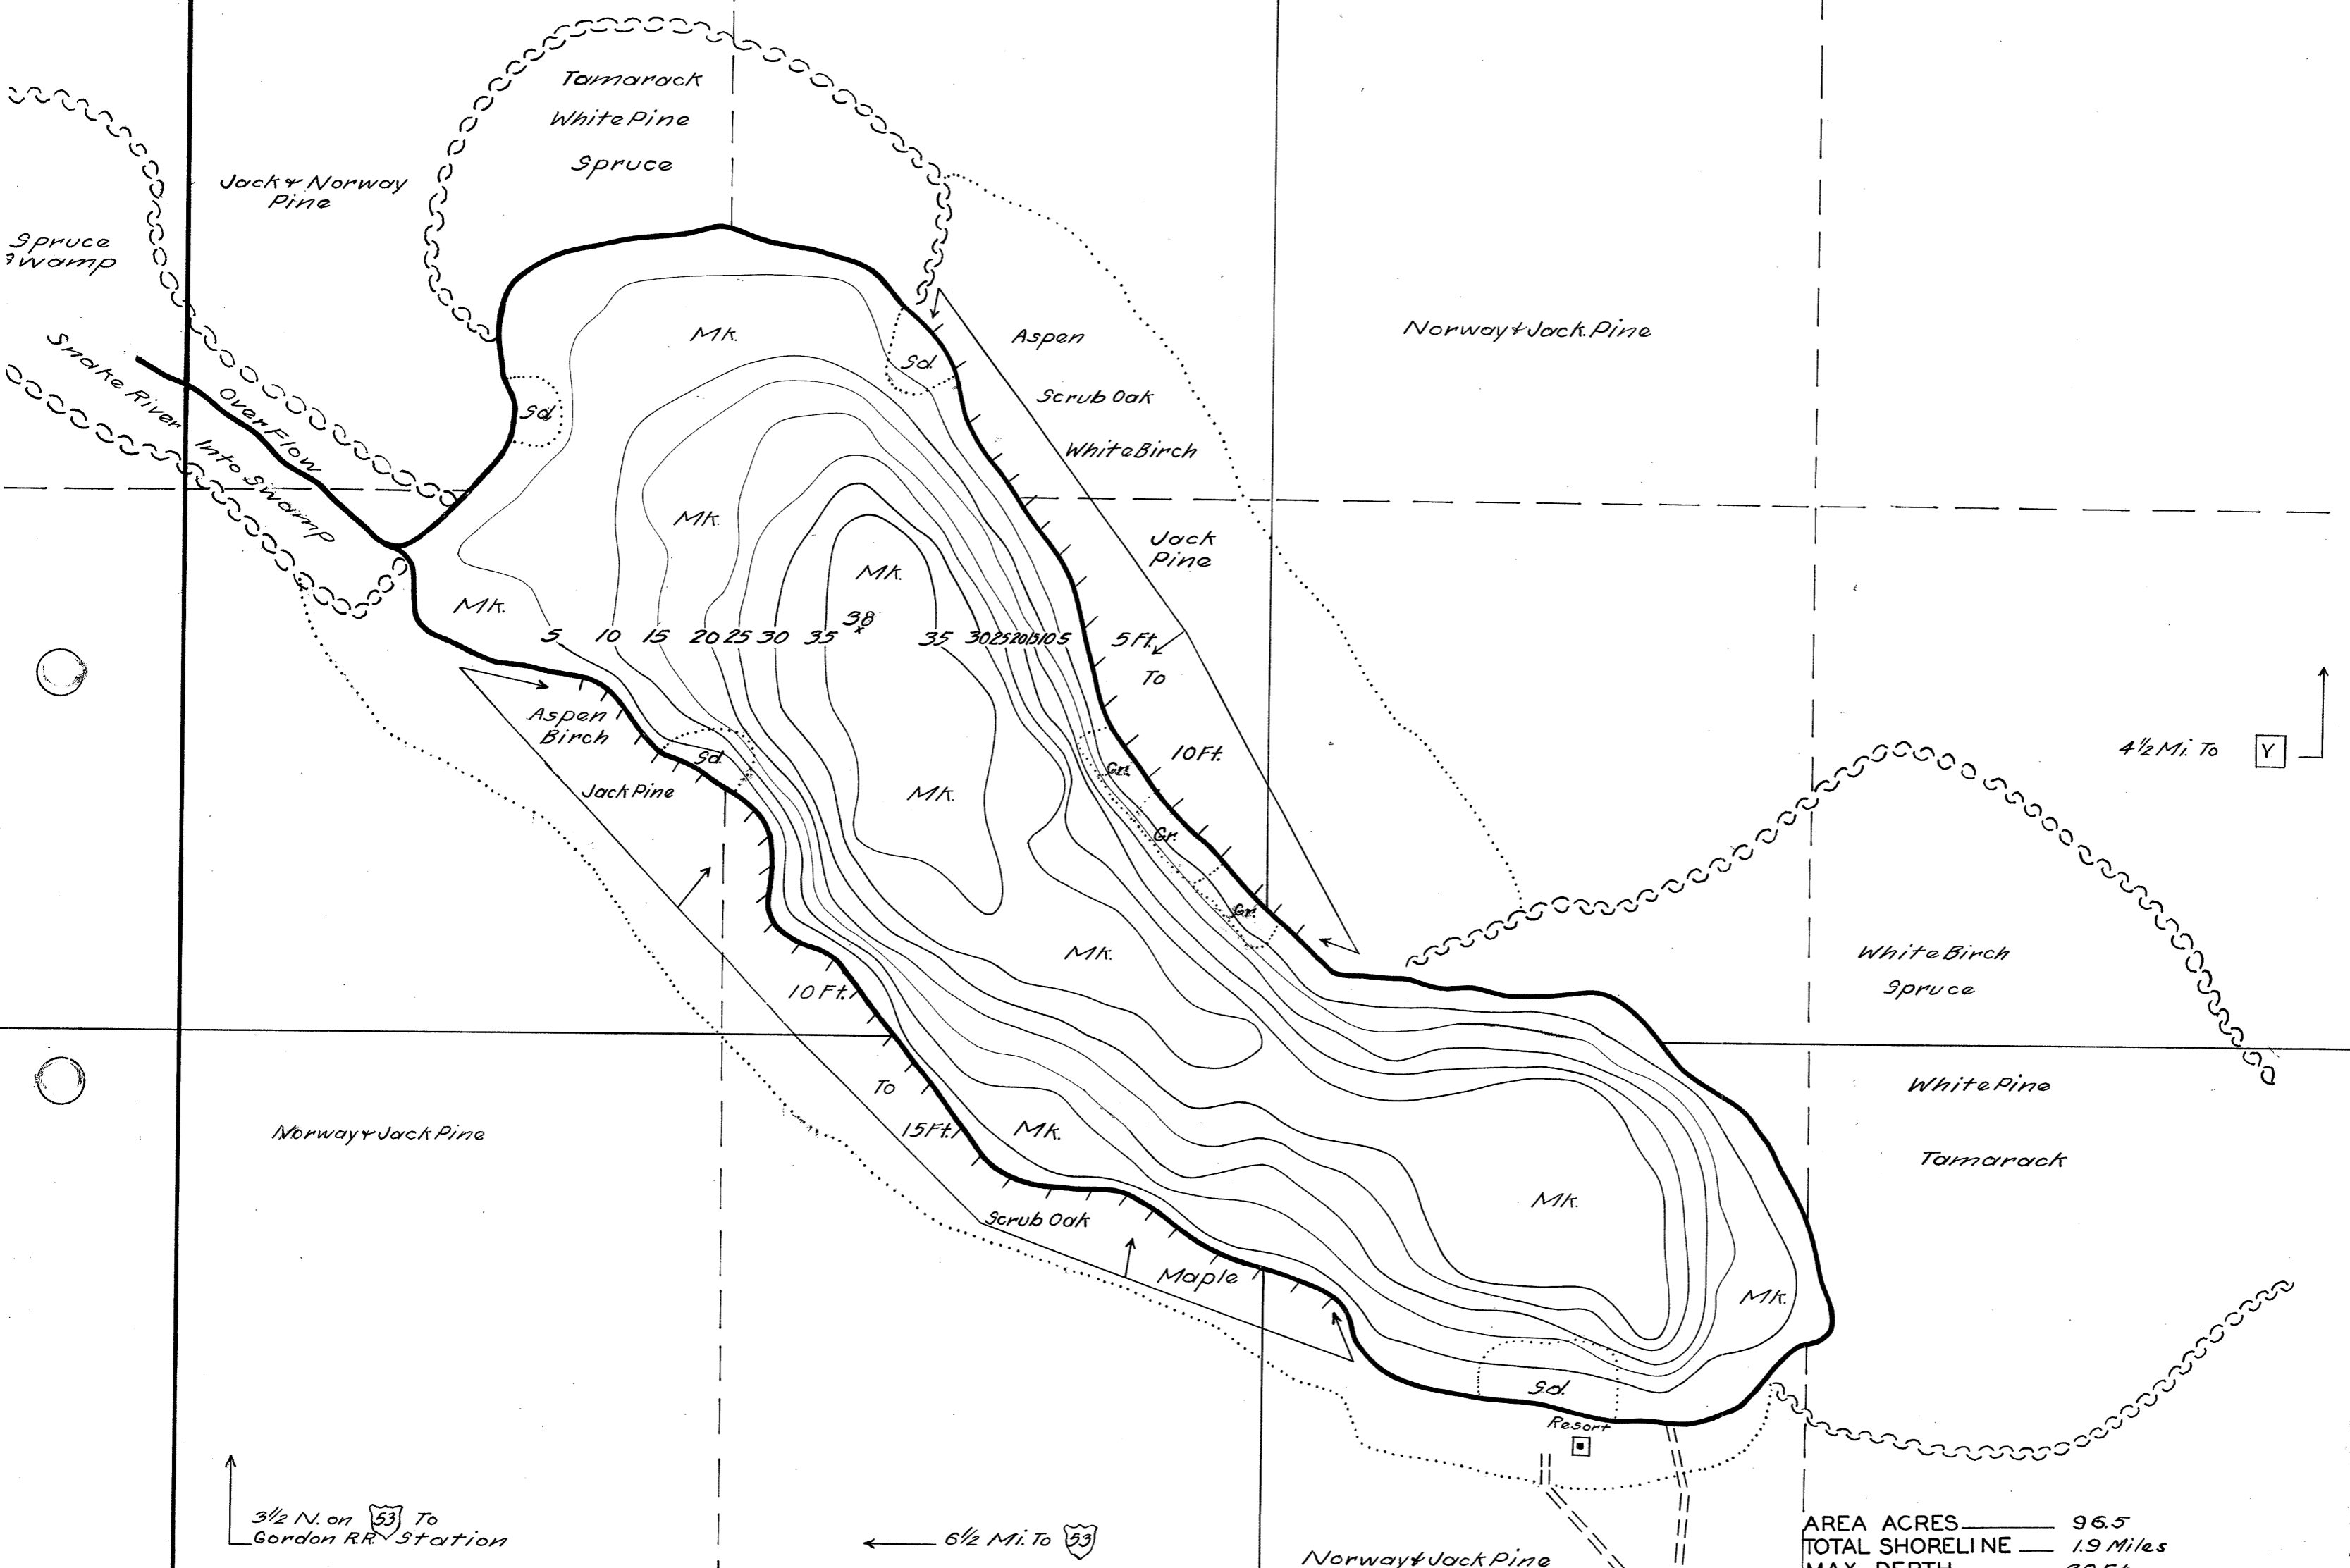 Tamarack
White Pine
Spruce
Jack & Norway
Pine
Spruce
Swamp
Snake River Into Swamp
OverFlow
Mk.
Sd.
Sd
Aspen
Scrub Oak
White Birch
Norway & Jack Pine
Mk.
Jack
Pine
Mk.
Mk.
38
5 10 15 20 25 30 35 35 30 25 20 15 10 5
5 Ft.
To
10 Ft.
Aspen
Birch
Jack Pine
Sd.
Mk.
Gr.
Gr.
Gr.
4½ Mi. To Y
Mk.
White Birch
Spruce
10 Ft.
To
15 Ft.
Mk.
White Pine
Tamarack
Norway & Jack Pine
Mk.
Scrub Oak
Maple
Mk.
Sd.
Resort
3½ N. on 53 To
Gordon R.R. Station
6½ Mi. To 53
Norway & Jack Pine
AREA ACRES 96.5
TOTAL SHORELINE 1.9 Miles